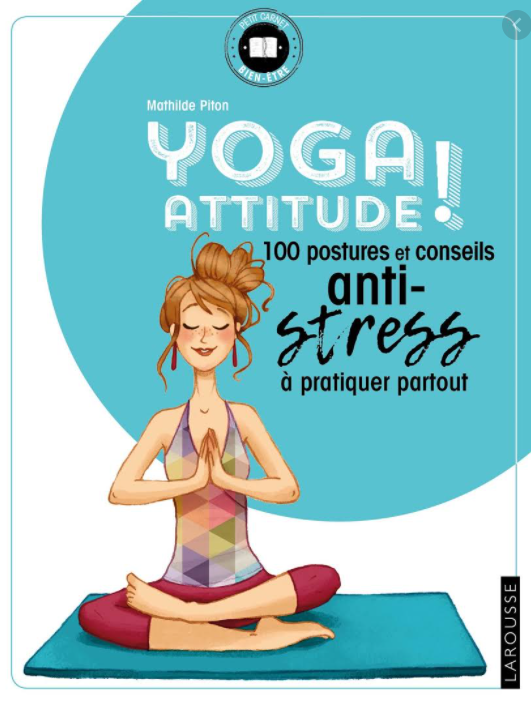 PETIT CARNET
BIEN-ÊTRE
Mathilde Piton
YOGA
ATTITUDE !
100 postures et conseils
anti-
stress
à pratiquer partout
LAROUSSE